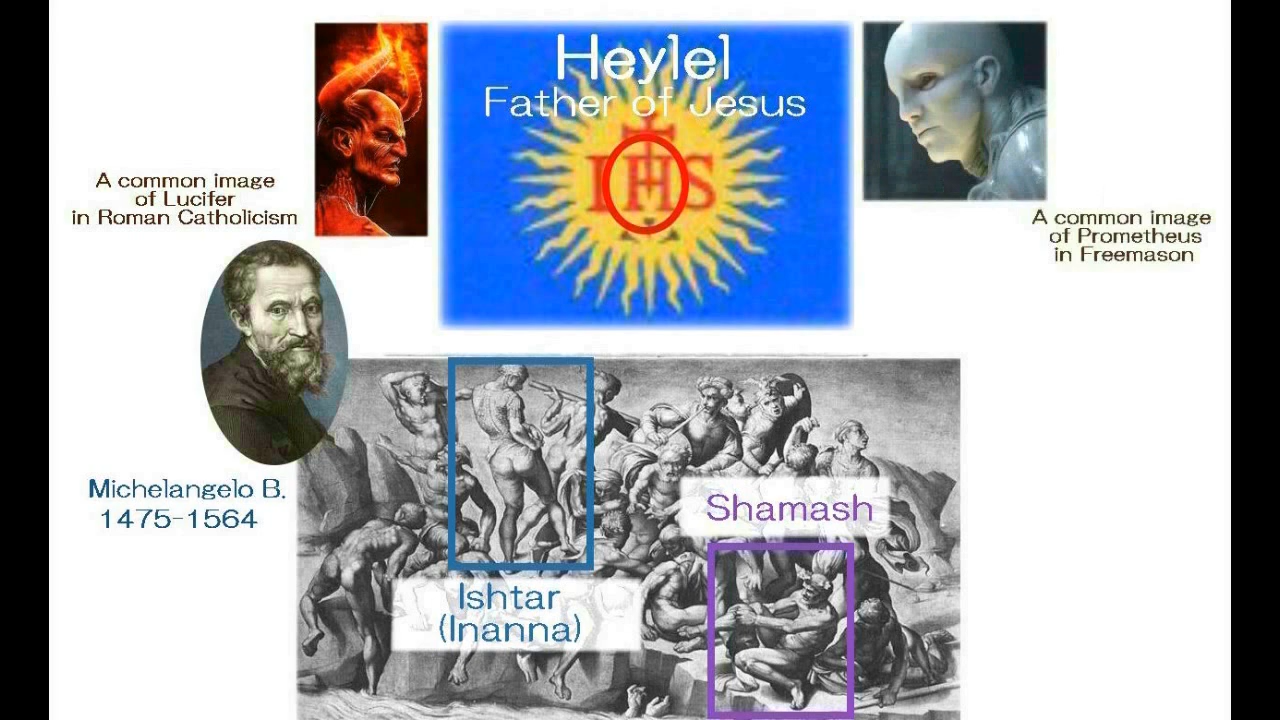 Heylel
Father of Jesus
IHS
A common image
of Lucifer
in Roman Catholicism
A common image
of Prometheus
in Freemason
Michelangelo B.
1475-1564
Shamash
Ishtar
(Inanna)